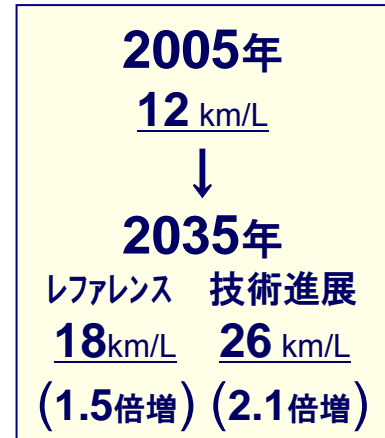 2005年
12 km/L
↓
2035年
レファレンス 技術進展
18km/L 26 km/L
(1.5倍増) (2.1倍増)